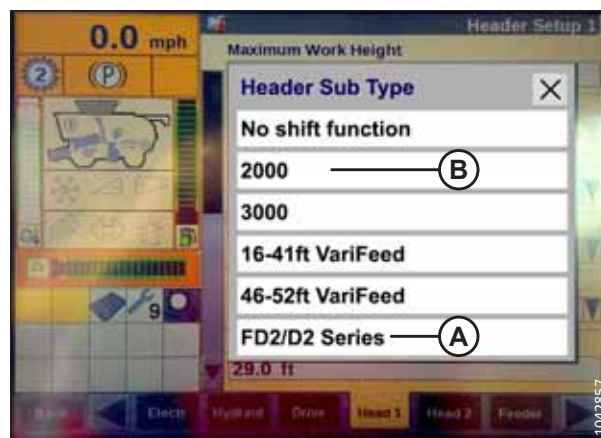 0.0 mph
Header Setup 1
Maximum Work Height
2
(P)
Header Sub Type
No shift function
2000
B
3000
16-41ft VariFeed
46-52ft VariFeed
9
FD2/D2 Series
A
29.0 ft
Back
Electr
Hydraul
Drive
Head 1
Head 2
Feeder
1042857